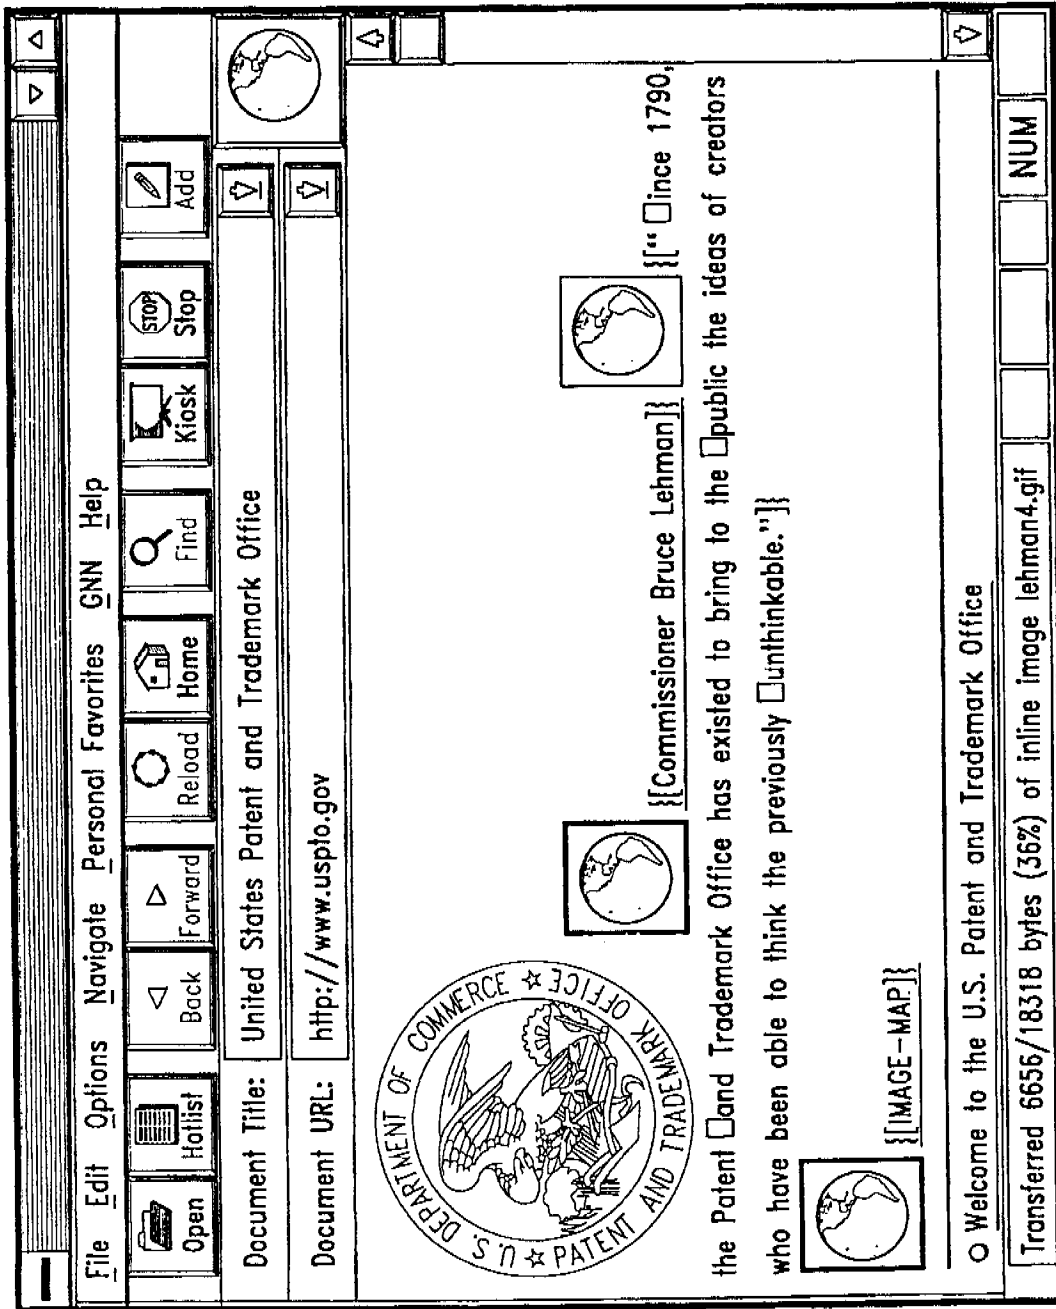 File Edit Options Navigate Personal Favorites GNN Help
Open Hotlist Back Forward Reload Home Find Kiosk STOP Stop Add
Document Title: United States Patent and Trademark Office
Document URL: http://www.uspto.gov
U.S. DEPARTMENT OF COMMERCE ☆ PATENT AND TRADEMARK OFFICE ☆
}[[Commissioner Bruce Lehman]} }[[“ □ince 1790,
the Patent □and Trademark Office has existed to bring to the □public the ideas of creators
who have been able to think the previously □unthinkable.”]}
}[[IMAGE-MAP]}
○ Welcome to the U.S. Patent and Trademark Office
Transferred 6656/18318 bytes (36%) of inline image lehman4.gif NUM